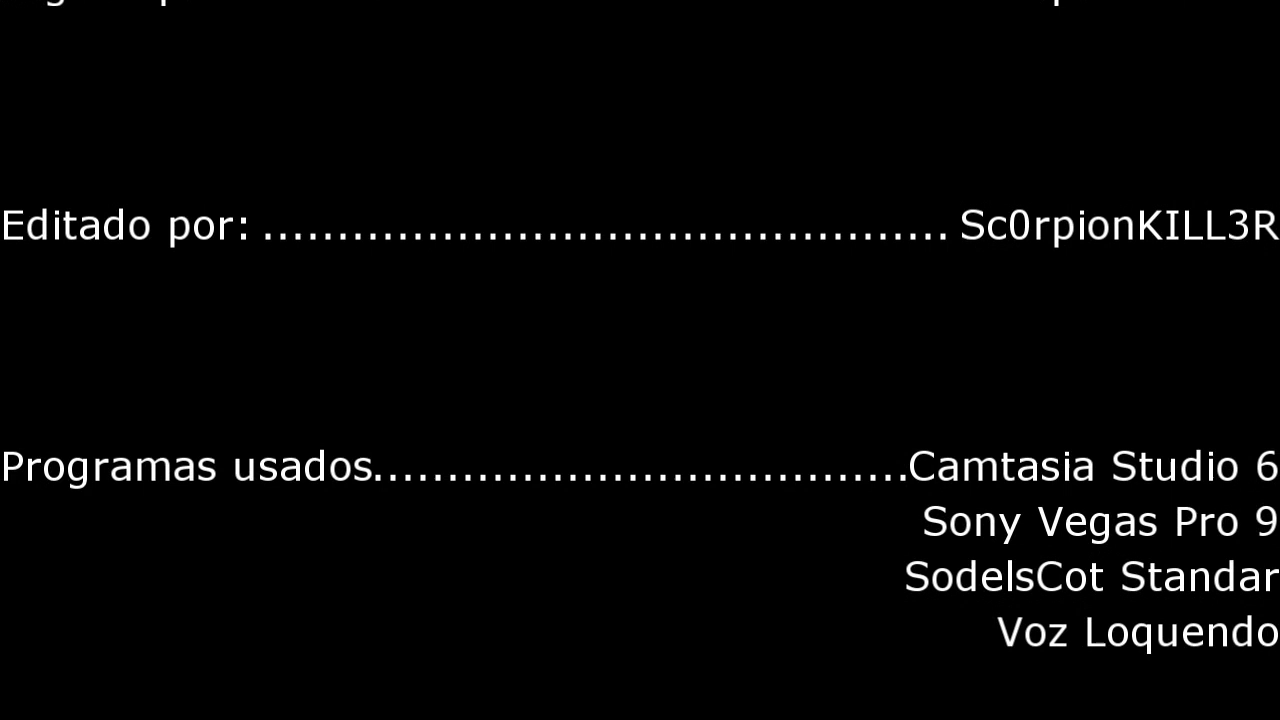 Editado por: .............................................. Sc0rpionKILL3R
Programas usados....................................Camtasia Studio 6
Sony Vegas Pro 9
SodelsCot Standar
Voz Loquendo